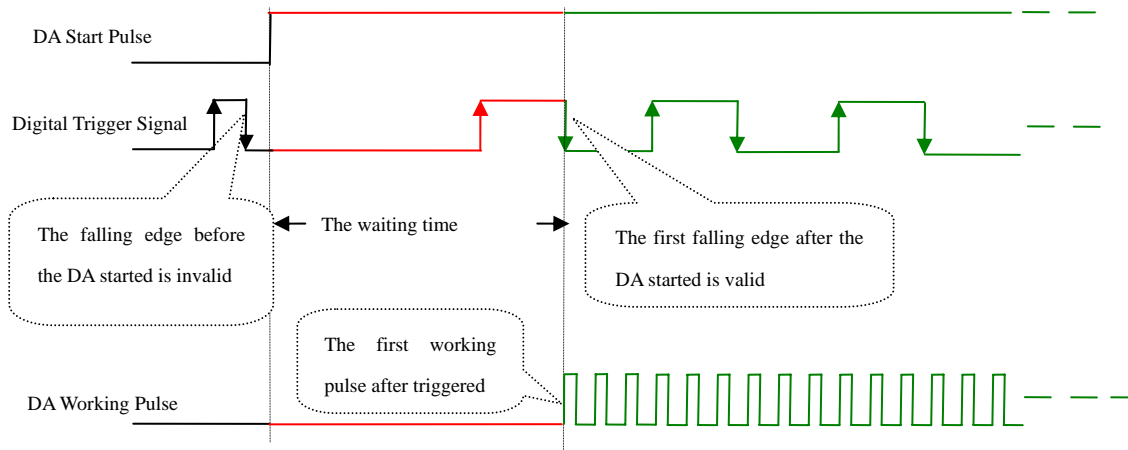 DA Start Pulse
Digital Trigger Signal
The falling edge before
the DA started is invalid
The waiting time
The first falling edge after the
DA started is valid
The first working
pulse after triggered
DA Working Pulse